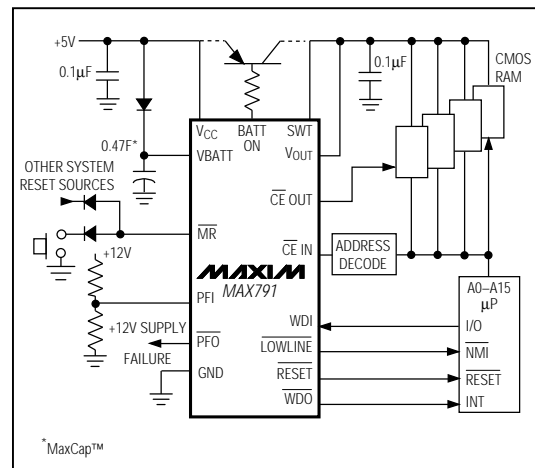 +5V
0.1µF
0.47F*
OTHER SYSTEM
RESET SOURCES
+12V
+12V SUPPLY
FAILURE
VCC
BATT
ON
SWT
VBATT
VOUT
CE OUT
MR
CE IN
MAXIM
MAX791
PFI
PFO
GND
WDI
LOWLINE
RESET
WDO
0.1µF
CMOS
RAM
ADDRESS
DECODE
A0–A15
µP
I/O
NMI
RESET
INT
*MaxCap™